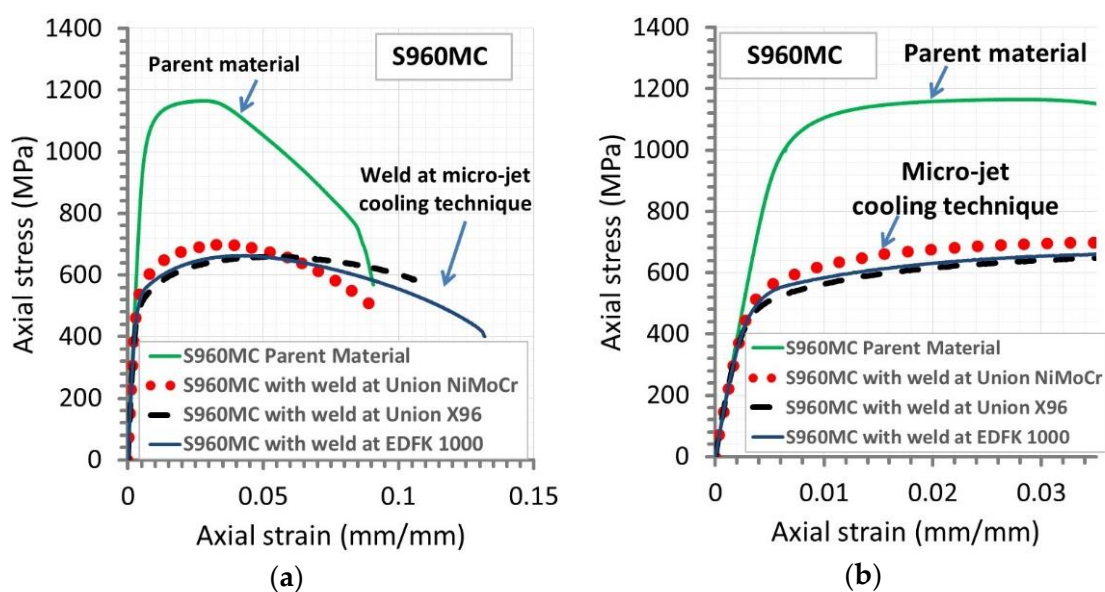 1400
1200
1000
800
600
400
200
0
Axial stress (MPa)
S960MC
Parent material
Weld at micro-jet
cooling technique
S960MC Parent Material
S960MC with weld at Union NiMoCr
S960MC with weld at Union X96
S960MC with weld at EDFK 1000
0
0.05
0.1
0.15
Axial strain (mm/mm)
(a)
1400
1200
1000
800
600
400
200
0
Axial stress (MPa)
S960MC
Parent material
Micro-jet
cooling technique
S960MC Parent Material
S960MC with weld at Union NiMoCr
S960MC with weld at Union X96
S960MC with weld at EDFK 1000
0
0.01
0.02
0.03
Axial strain (mm/mm)
(b)